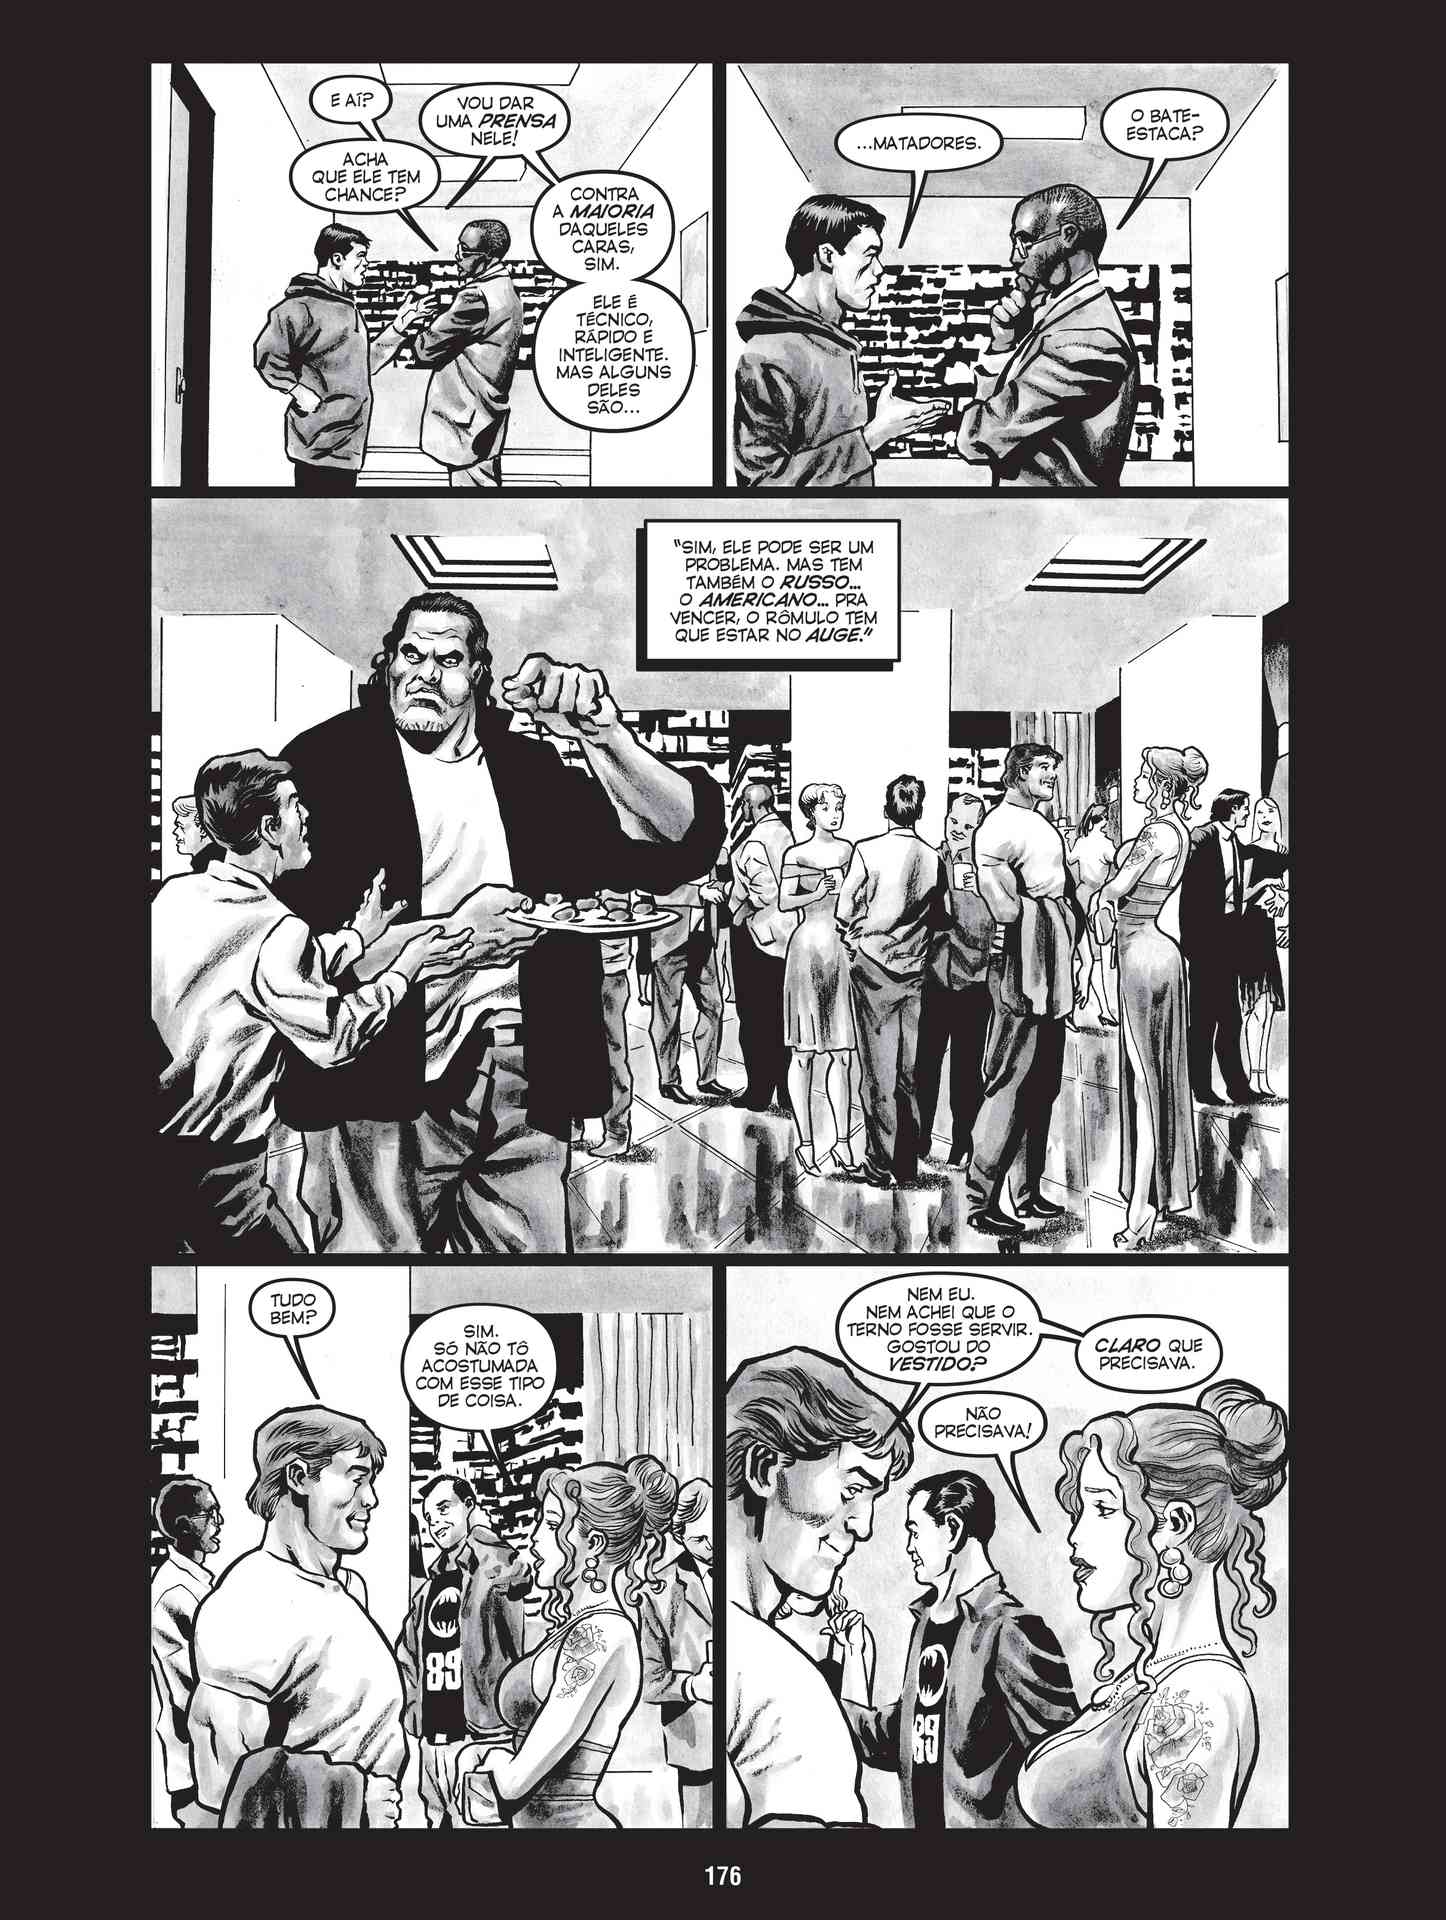 E AÍ?
ACHA
QUE ELE TEM
CHANCE?
VOU DAR
UMA PRENSA
NELE!
CONTRA
A MAIORIA
DAQUELES
CARAS,
SIM.
ELE É
TÉCNICO,
RÁPIDO E
INTELIGENTE.
MAS ALGUNS
DELES
SÃO...
...MATADORES.
O BATE-
ESTACA?
"SIM, ELE PODE SER UM
PROBLEMA. MAS TEM
TAMBÉM O RUSSO...
O AMERICANO... PRA
VENCER, O RÔMULO TEM
QUE ESTAR NO AUGE."
TUDO
BEM?
SIM.
SÓ NÃO TÔ
ACOSTUMADA
COM ESSE TIPO
DE COISA.
89
NEM EU.
NEM ACHEI QUE O
TERNO FOSSE SERVIR.
GOSTOU DO
VESTIDO?
NÃO
PRECISAVA!
CLARO QUE
PRECISAVA.
89
176